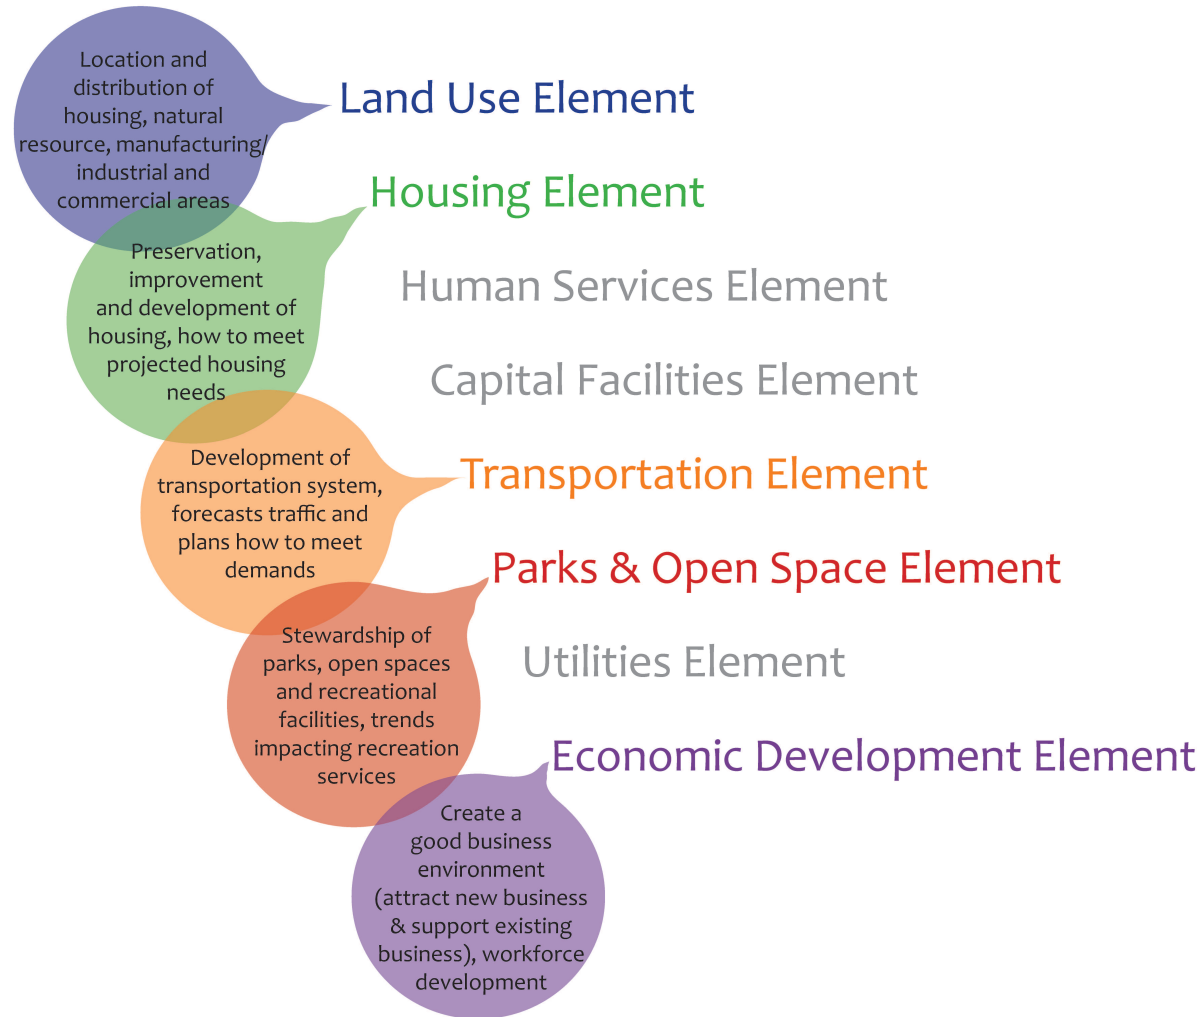 Location and
distribution of
housing, natural
resource, manufacturing/
industrial and
commercial areas
Land Use Element
Housing Element
Preservation,
improvement
and development of
housing, how to meet
projected housing
needs
Human Services Element
Capital Facilities Element
Transportation Element
Development of
transportation system,
forecasts traffic and
plans how to meet
demands
Parks & Open Space Element
Stewardship of
parks, open spaces
and recreational
facilities, trends
impacting recreation
services
Utilities Element
Economic Development Element
Create a
good business
environment
(attract new business
& support existing
business), workforce
development